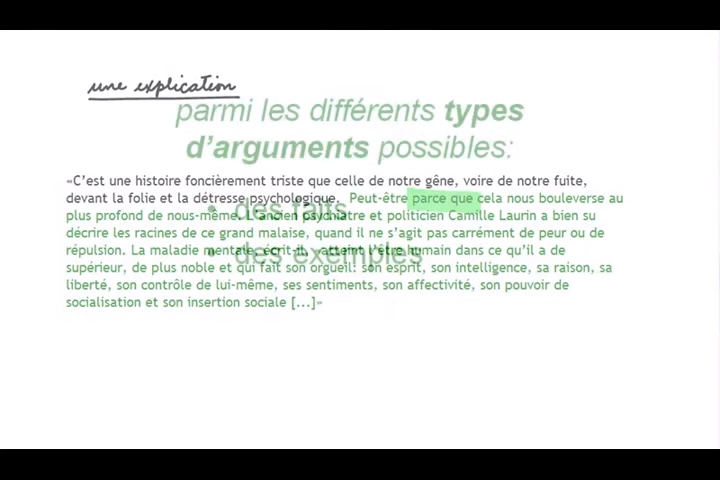 une explication
parmi les différents types
d'arguments possibles:
«C'est une histoire foncièrement triste que celle de notre gêne, voire de notre fuite,
devant la folie et la détresse psychologique. Peut-être parce que cela nous bouleverse au
• des faits
plus profond de nous-même. L'ancien psychiatre et politicien Camille Laurin a bien su
décrire les racines de ce grand malaise, quand il ne s'agit pas carrément de peur ou de
répulsion. La maladie mentale, écrit-il, atteint l'être humain dans ce qu'il a de
• des exemples
supérieur, de plus noble et qui fait son orgueil: son esprit, son intelligence, sa raison, sa
liberté, son contrôle de lui-même, ses sentiments, son affectivité, son pouvoir de
socialisation et son insertion sociale [...]»